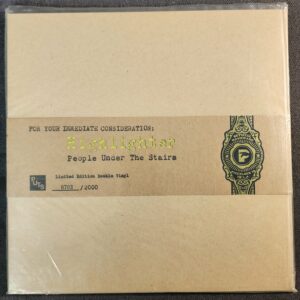 FOR YOUR IMMEDIATE CONSIDERATION:
Highlighter
People Under The Stairs
Limited Edition Double Vinyl
/2000